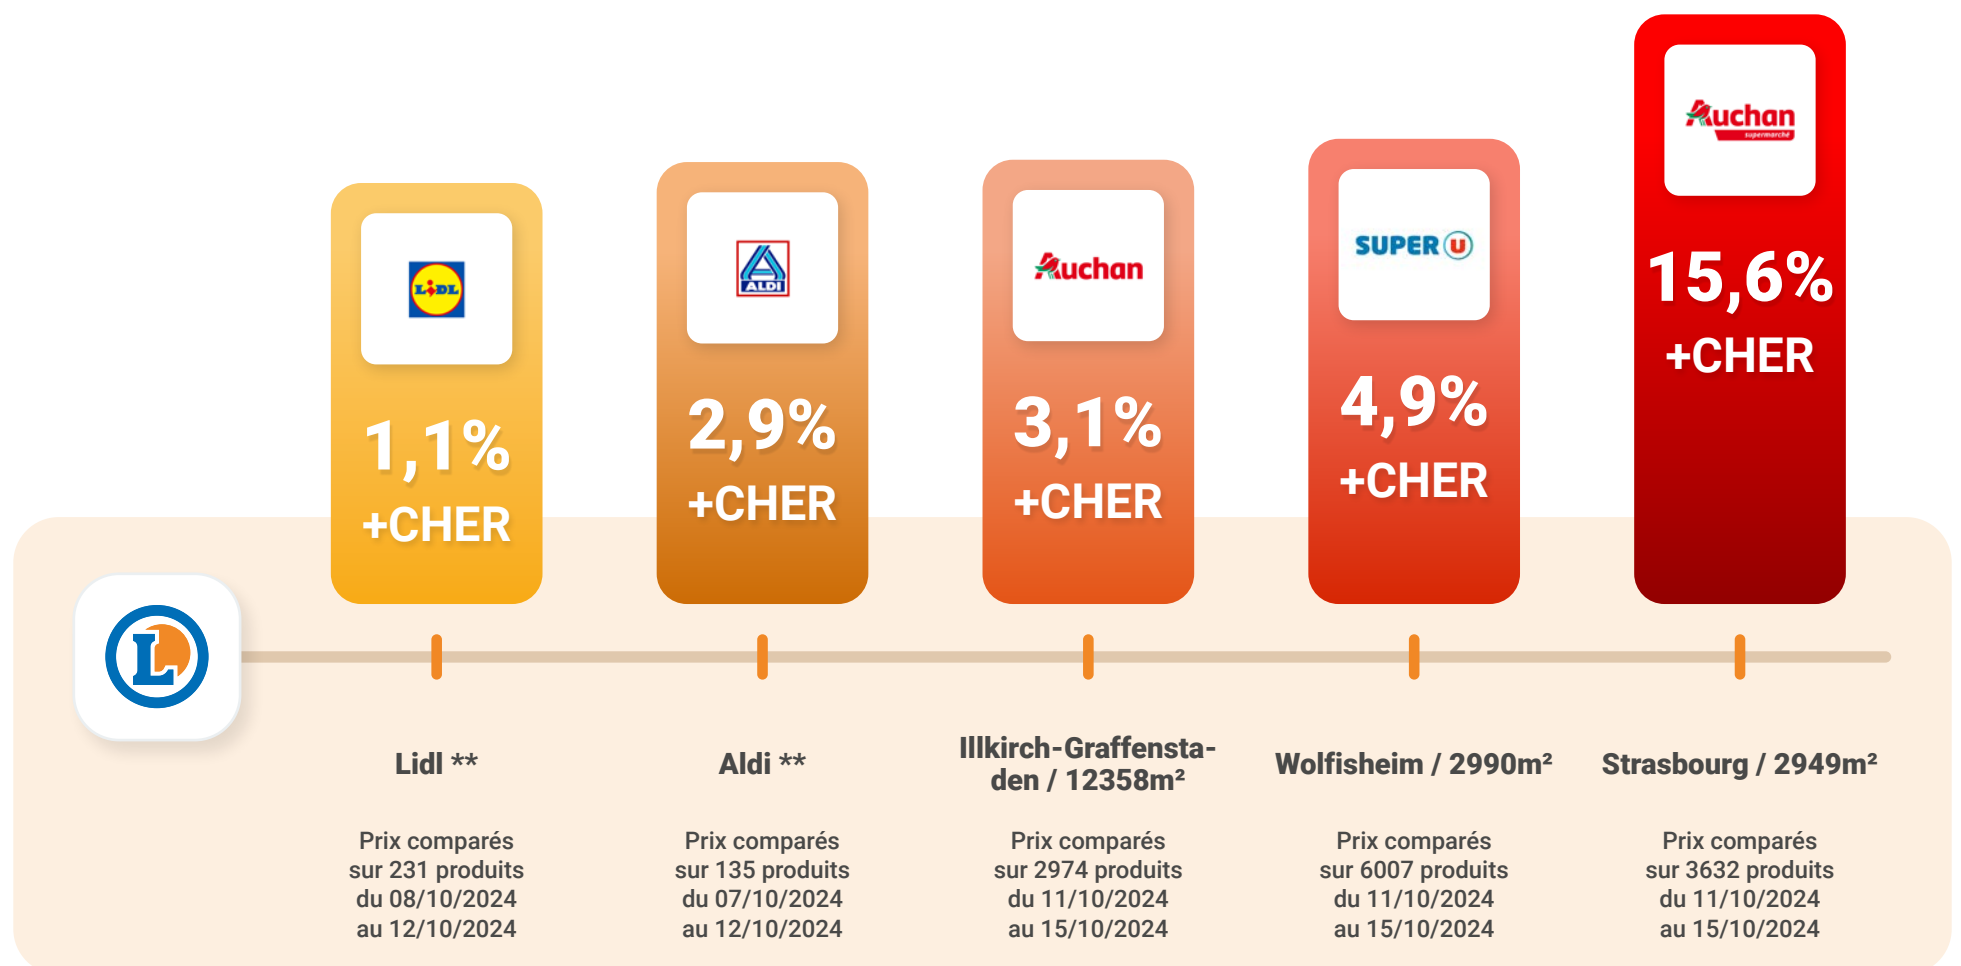 LIDL
1,1%
+CHER
ALDI
2,9%
+CHER
Auchan
3,1%
+CHER
SUPER U
4,9%
+CHER
Auchan
supermarché
15,6%
+CHER
L
Lidl **
Prix comparés
sur 231 produits
du 08/10/2024
au 12/10/2024
Aldi **
Prix comparés
sur 135 produits
du 07/10/2024
au 12/10/2024
Illkirch-Graffensta-
den / 12358m²
Prix comparés
sur 2974 produits
du 11/10/2024
au 15/10/2024
Wolfisheim / 2990m²
Prix comparés
sur 6007 produits
du 11/10/2024
au 15/10/2024
Strasbourg / 2949m²
Prix comparés
sur 3632 produits
du 11/10/2024
au 15/10/2024